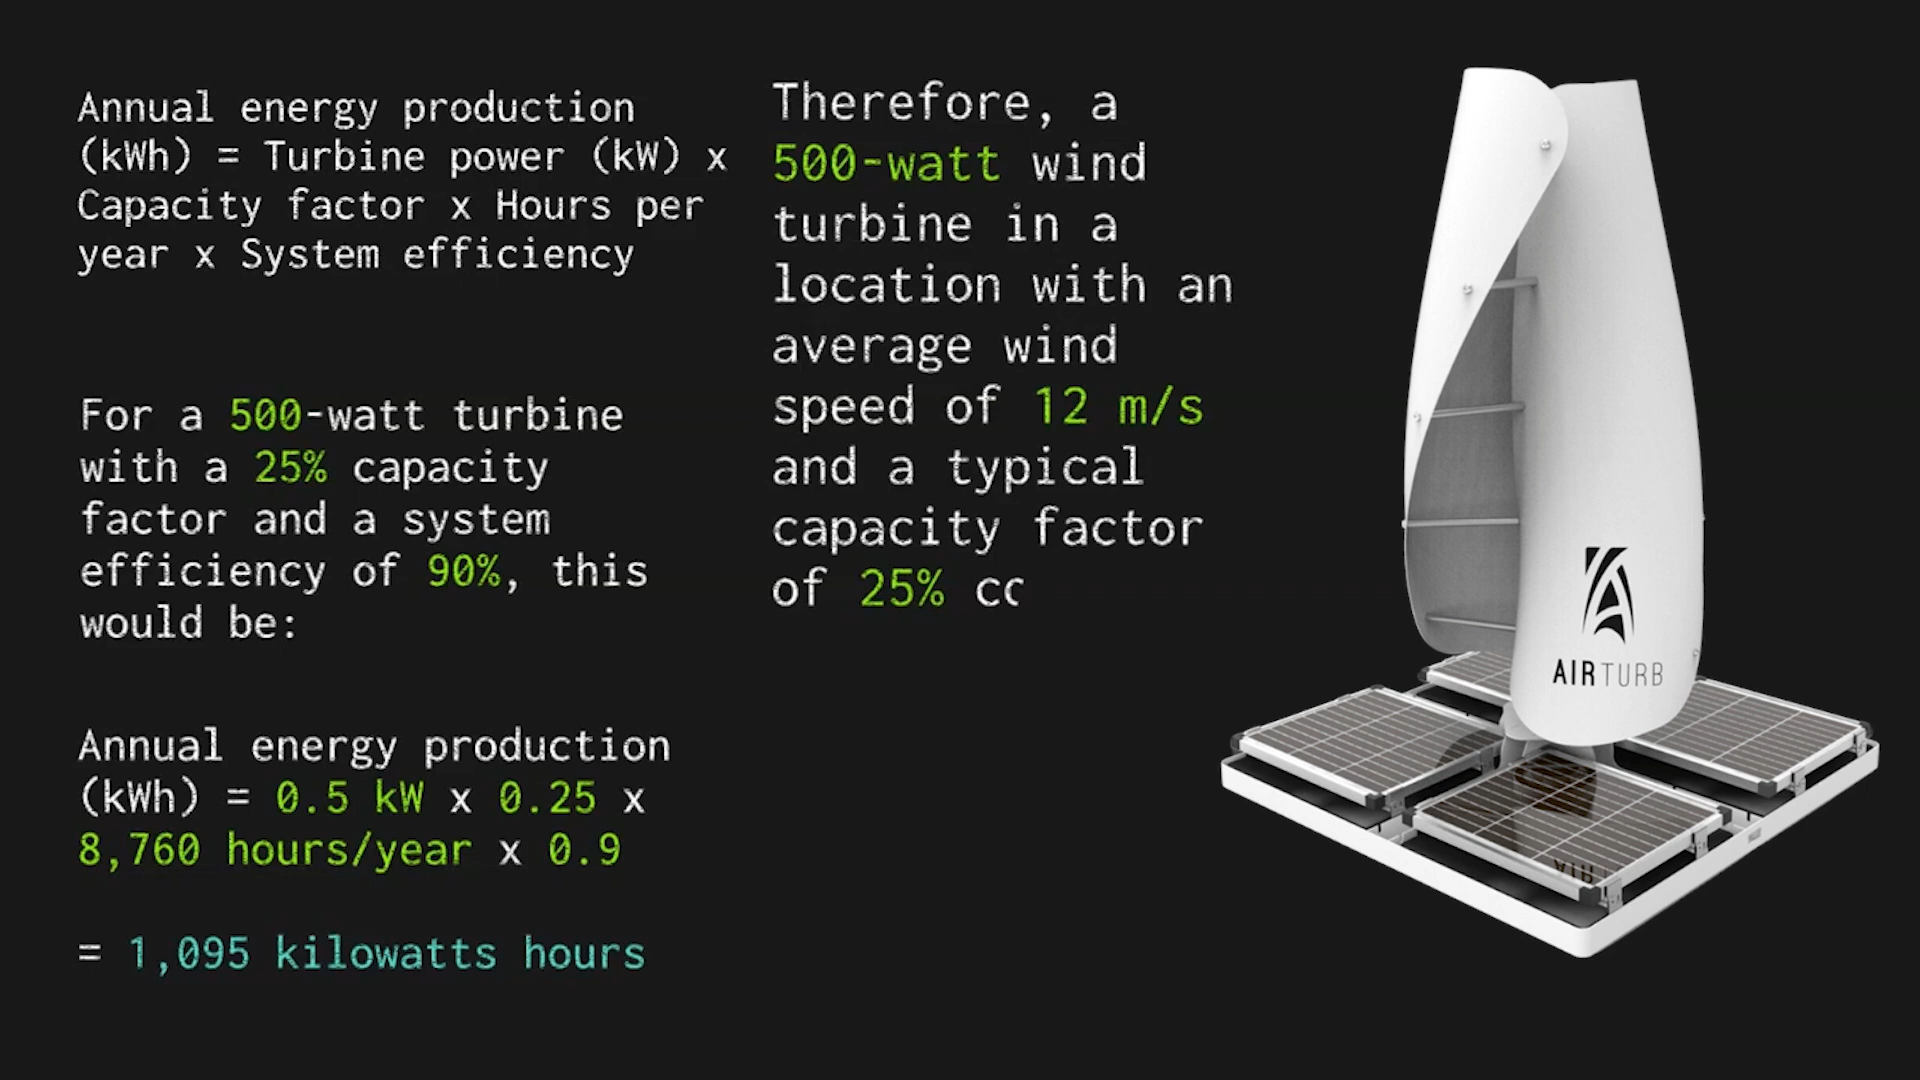 Annual energy production
(kWh) = Turbine power (kW) x
Capacity factor x Hours per
year x System efficiency
For a 500-watt turbine
with a 25% capacity
factor and a system
efficiency of 90%, this
would be:
Annual energy production
(kWh) = 0.5 kW x 0.25 x
8,760 hours/year x 0.9
= 1,095 kilowatts hours
Therefore, a
500-watt wind
turbine in a
location with an
average wind
speed of 12 m/s
and a typical
capacity factor
of 25% co
AIRTURB